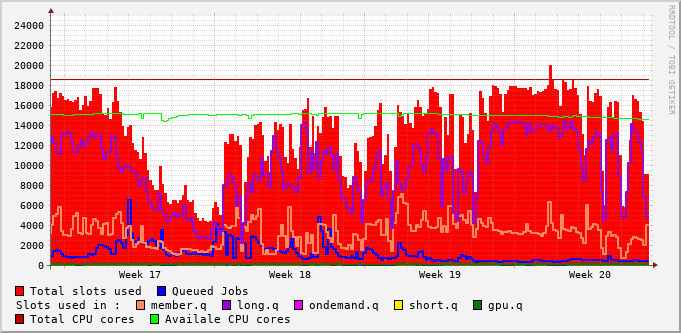 RRDTOOL / TOBI OETIKER
24000
22000
20000
18000
16000
14000
12000
10000
8000
6000
4000
2000
0
Week 17 Week 18 Week 19 Week 20
Total slots used Queued Jobs
Slots used in : member.q long.q ondemand.q short.q gpu.q
Total CPU cores Availale CPU cores